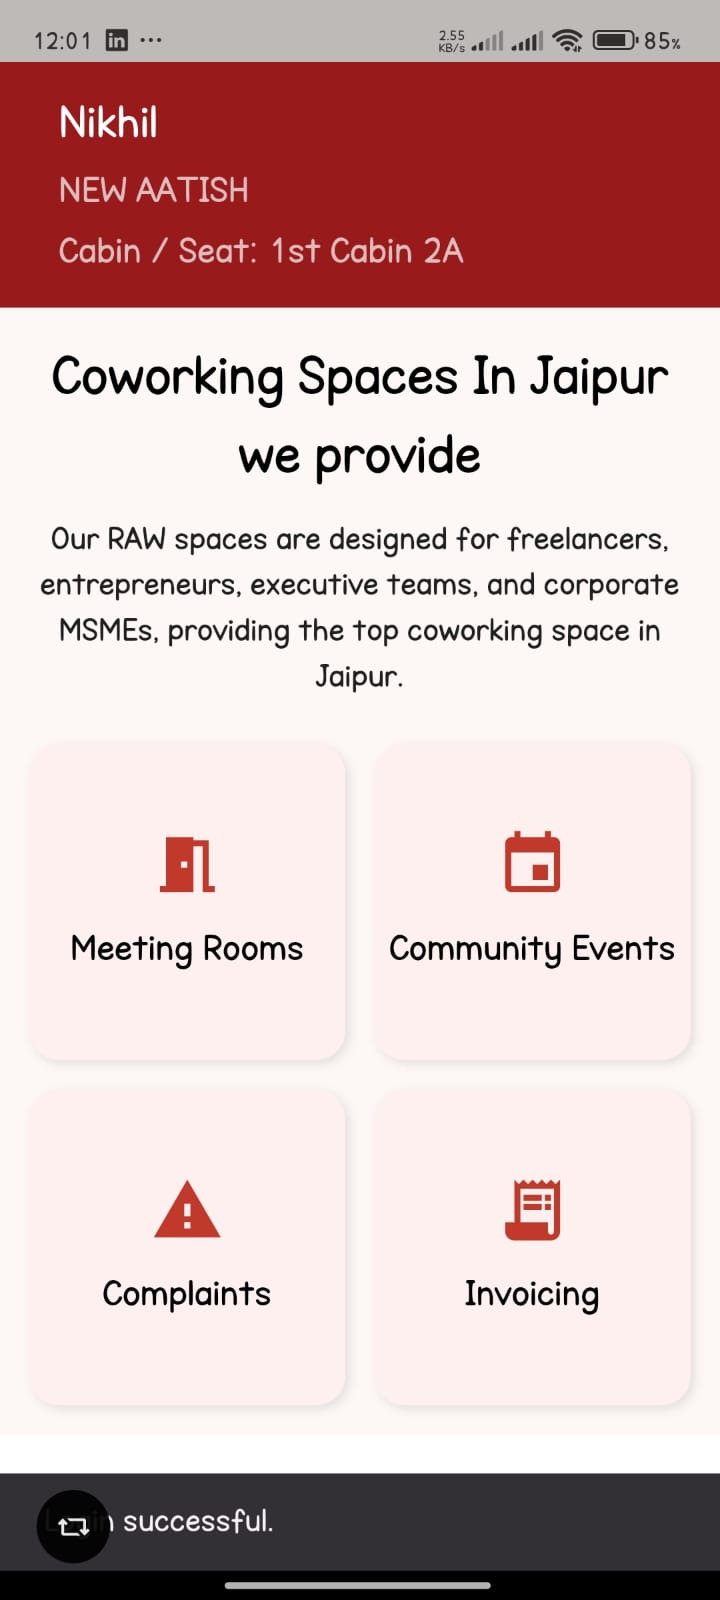 12:01 in ...
2.55
KB/s
85%
Nikhil
NEW AATISH
Cabin / Seat: 1st Cabin 2A
Coworking Spaces In Jaipur
we provide
Our RAW spaces are designed for freelancers,
entrepreneurs, executive teams, and corporate
MSMEs, providing the top coworking space in
Jaipur.
Meeting Rooms
Community Events
Complaints
Invoicing
successful.